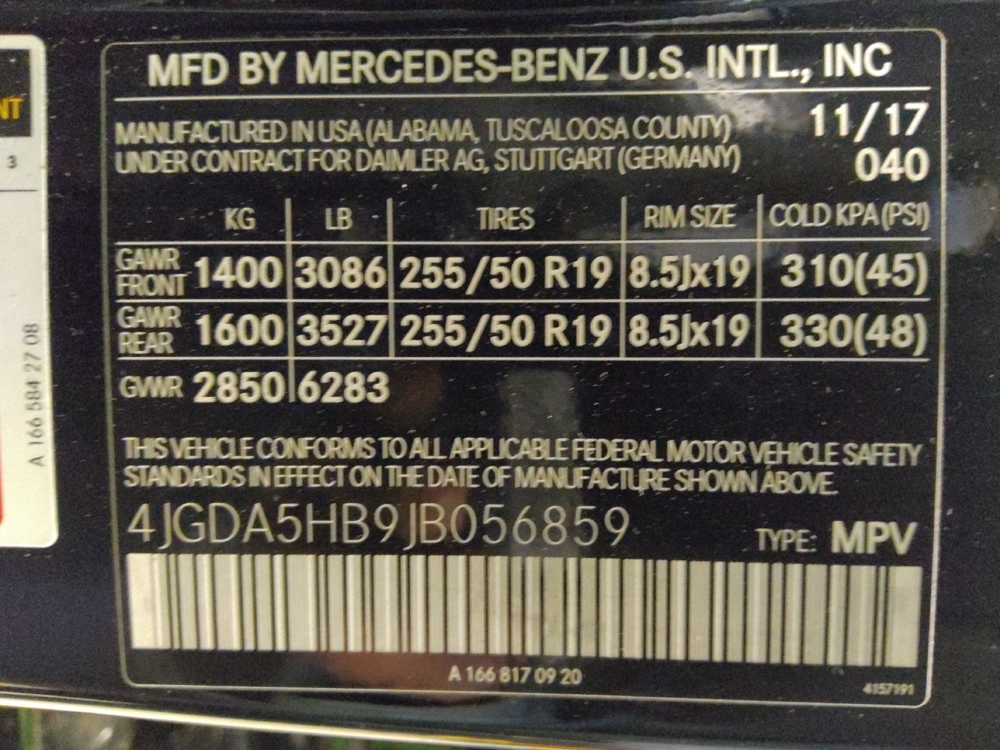 MFD BY MERCEDES-BENZ U.S. INTL., INC
MANUFACTURED IN USA (ALABAMA, TUSCALOOSA COUNTY) 11/17
UNDER CONTRACT FOR DAIMLER AG, STUTTGART (GERMANY) 040
KG LB TIRES RIM SIZE COLD KPA (PSI)
GAWR FRONT 1400 3086 255/50 R19 8.5Jx19 310(45)
GAWR REAR 1600 3527 255/50 R19 8.5Jx19 330(48)
GVWR 2850 6283
THIS VEHICLE CONFORMS TO ALL APPLICABLE FEDERAL MOTOR VEHICLE SAFETY
STANDARDS IN EFFECT ON THE DATE OF MANUFACTURE SHOWN ABOVE.
4JGDA5HB9JB056859 TYPE: MPV
A 166 817 09 20
4157191
NT
3
A 166 584 27 08